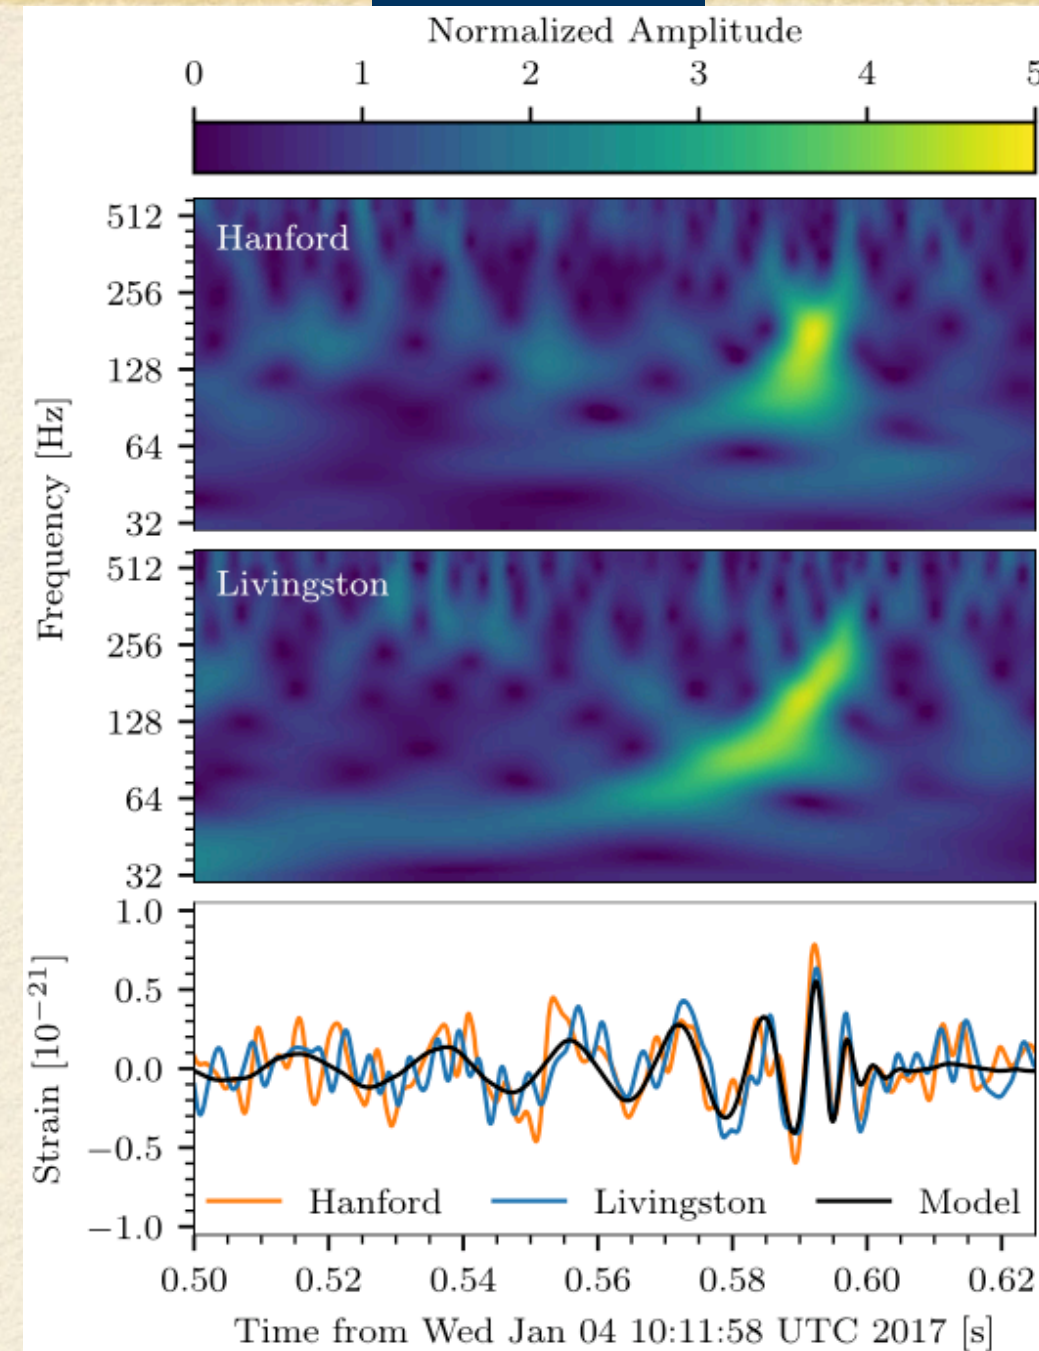 Normalized Amplitude
0 1 2 3 4 5
512
Hanford
256
128
64
32
Frequency [Hz]
512
Livingston
256
128
64
32
1.0
0.5
0.0
−0.5
−1.0
Strain [10⁻²¹]
Hanford Livingston Model
0.50 0.52 0.54 0.56 0.58 0.60 0.62
Time from Wed Jan 04 10:11:58 UTC 2017 [s]